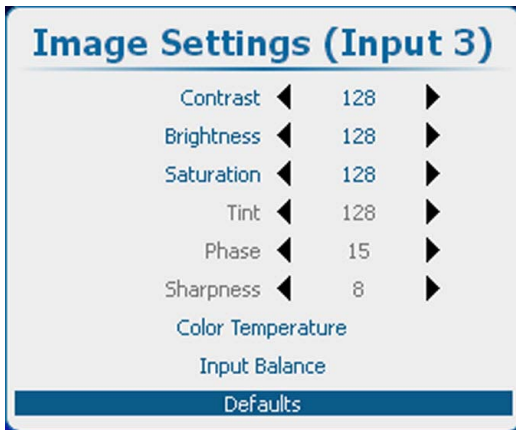 Image Settings (Input 3)
Contrast 128
Brightness 128
Saturation 128
Tint 128
Phase 15
Sharpness 8
Color Temperature
Input Balance
Defaults